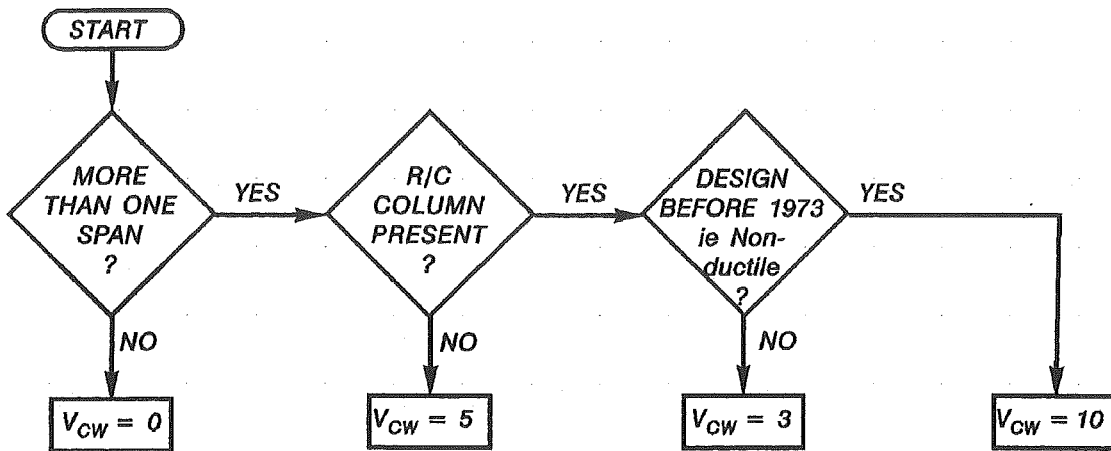 START
MORE
THAN ONE
SPAN
?
YES
R/C
COLUMN
PRESENT
?
YES
DESIGN
BEFORE 1973
ie Non-
ductile
?
YES
NO
NO
NO
V_CW = 0
V_CW = 5
V_CW = 3
V_CW = 10